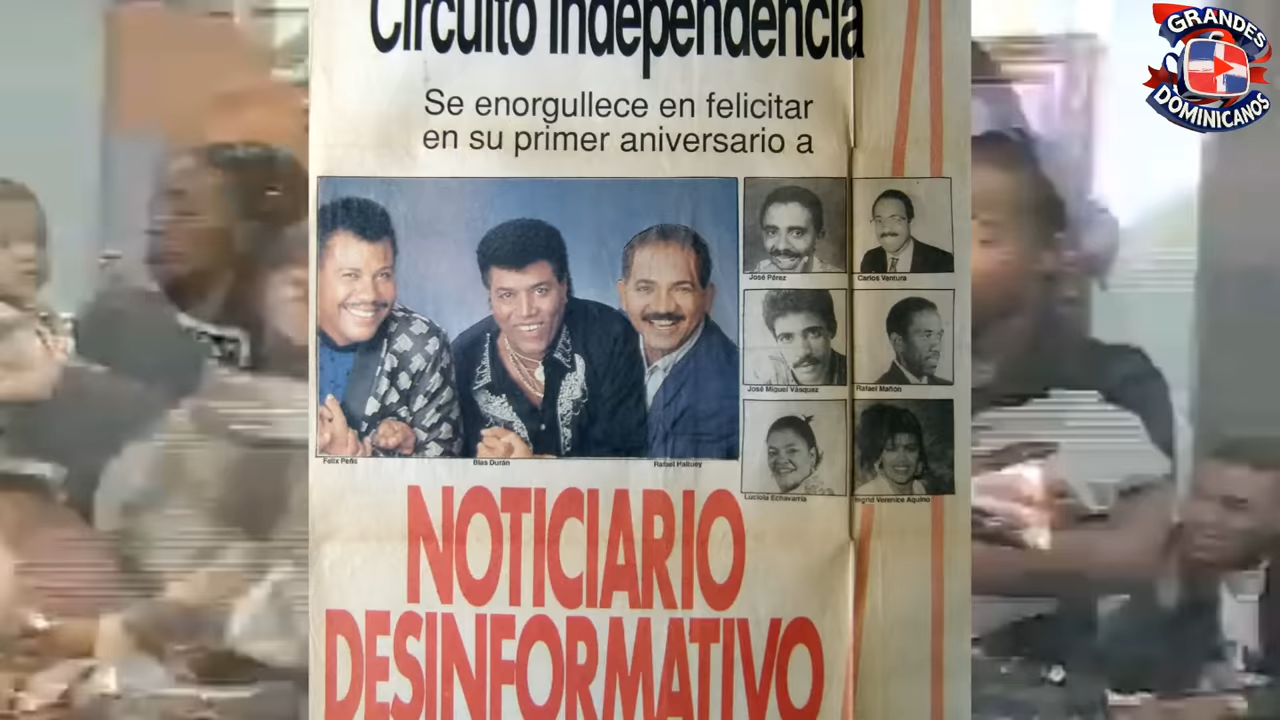 Circuito Independencia
Se enorgullece en felicitar
en su primer aniversario a
José Pérez
Carlos Ventura
José Miguel Vásquez
Rafael Mañón
Felix Peña
Blas Durán
Rafael
Luciola Echavarría
Ingrid Verenice Aquino
NOTICIARIO
DESINFORMATIVO
GRANDES
DOMINICANOS